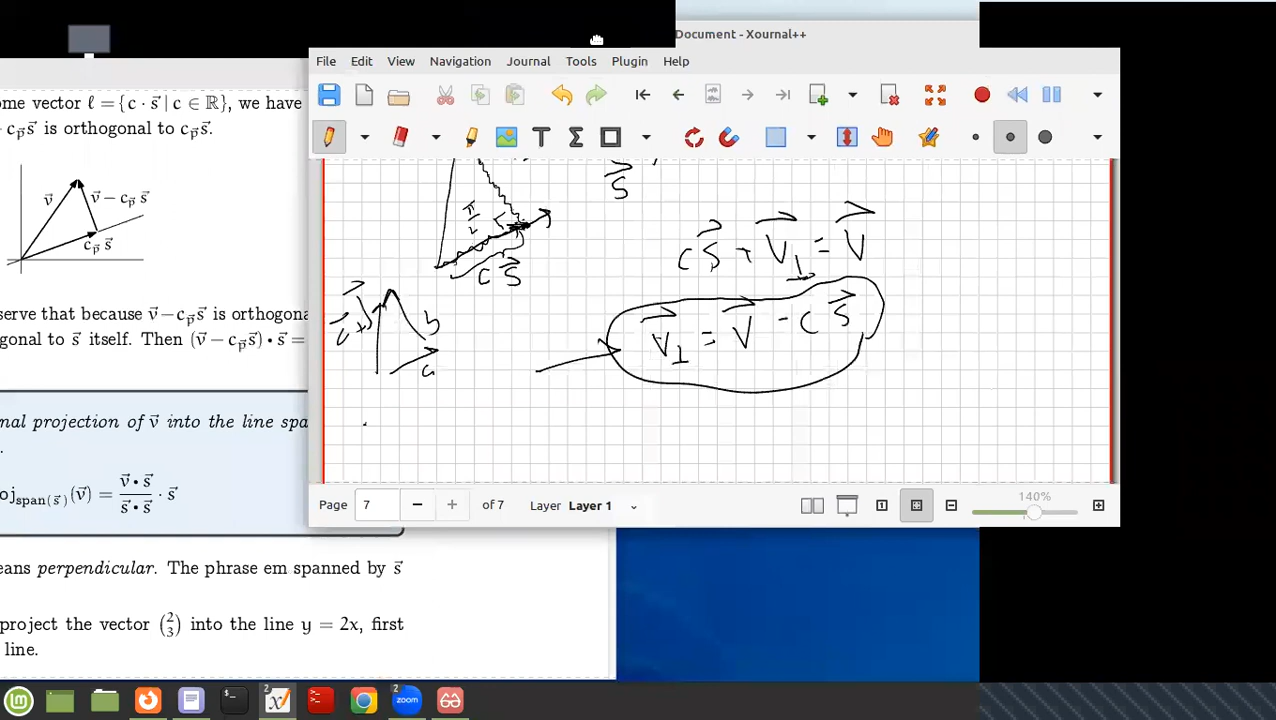 Document - Xournal++
File Edit View Navigation Journal Tools Plugin Help
ome vector ℓ = {c · s⃗ | c ∈ ℝ}, we have
- c_p⃗ s⃗ is orthogonal to c_p⃗ s⃗.
v⃗
v⃗ − c_p⃗ s⃗
c_p⃗ s⃗
serve that because v⃗ − c_p⃗ s⃗ is orthogona
ogonal to s⃗ itself. Then (v⃗ − c_p⃗ s⃗) • s⃗ =
nal projection of v⃗ into the line spa
.
oj_span(s⃗)(v⃗) = v⃗ • s⃗ / s⃗ • s⃗ · s⃗
eans perpendicular. The phrase em spanned by s⃗
project the vector (2 3) into the line y = 2x, first
line.
s⃗
π/2
c s⃗
c s⃗ + v⃗⊥ = v⃗
b
a
v⃗⊥ = v⃗ - c s⃗
Page 7 of 7 Layer Layer 1 140%
zoom